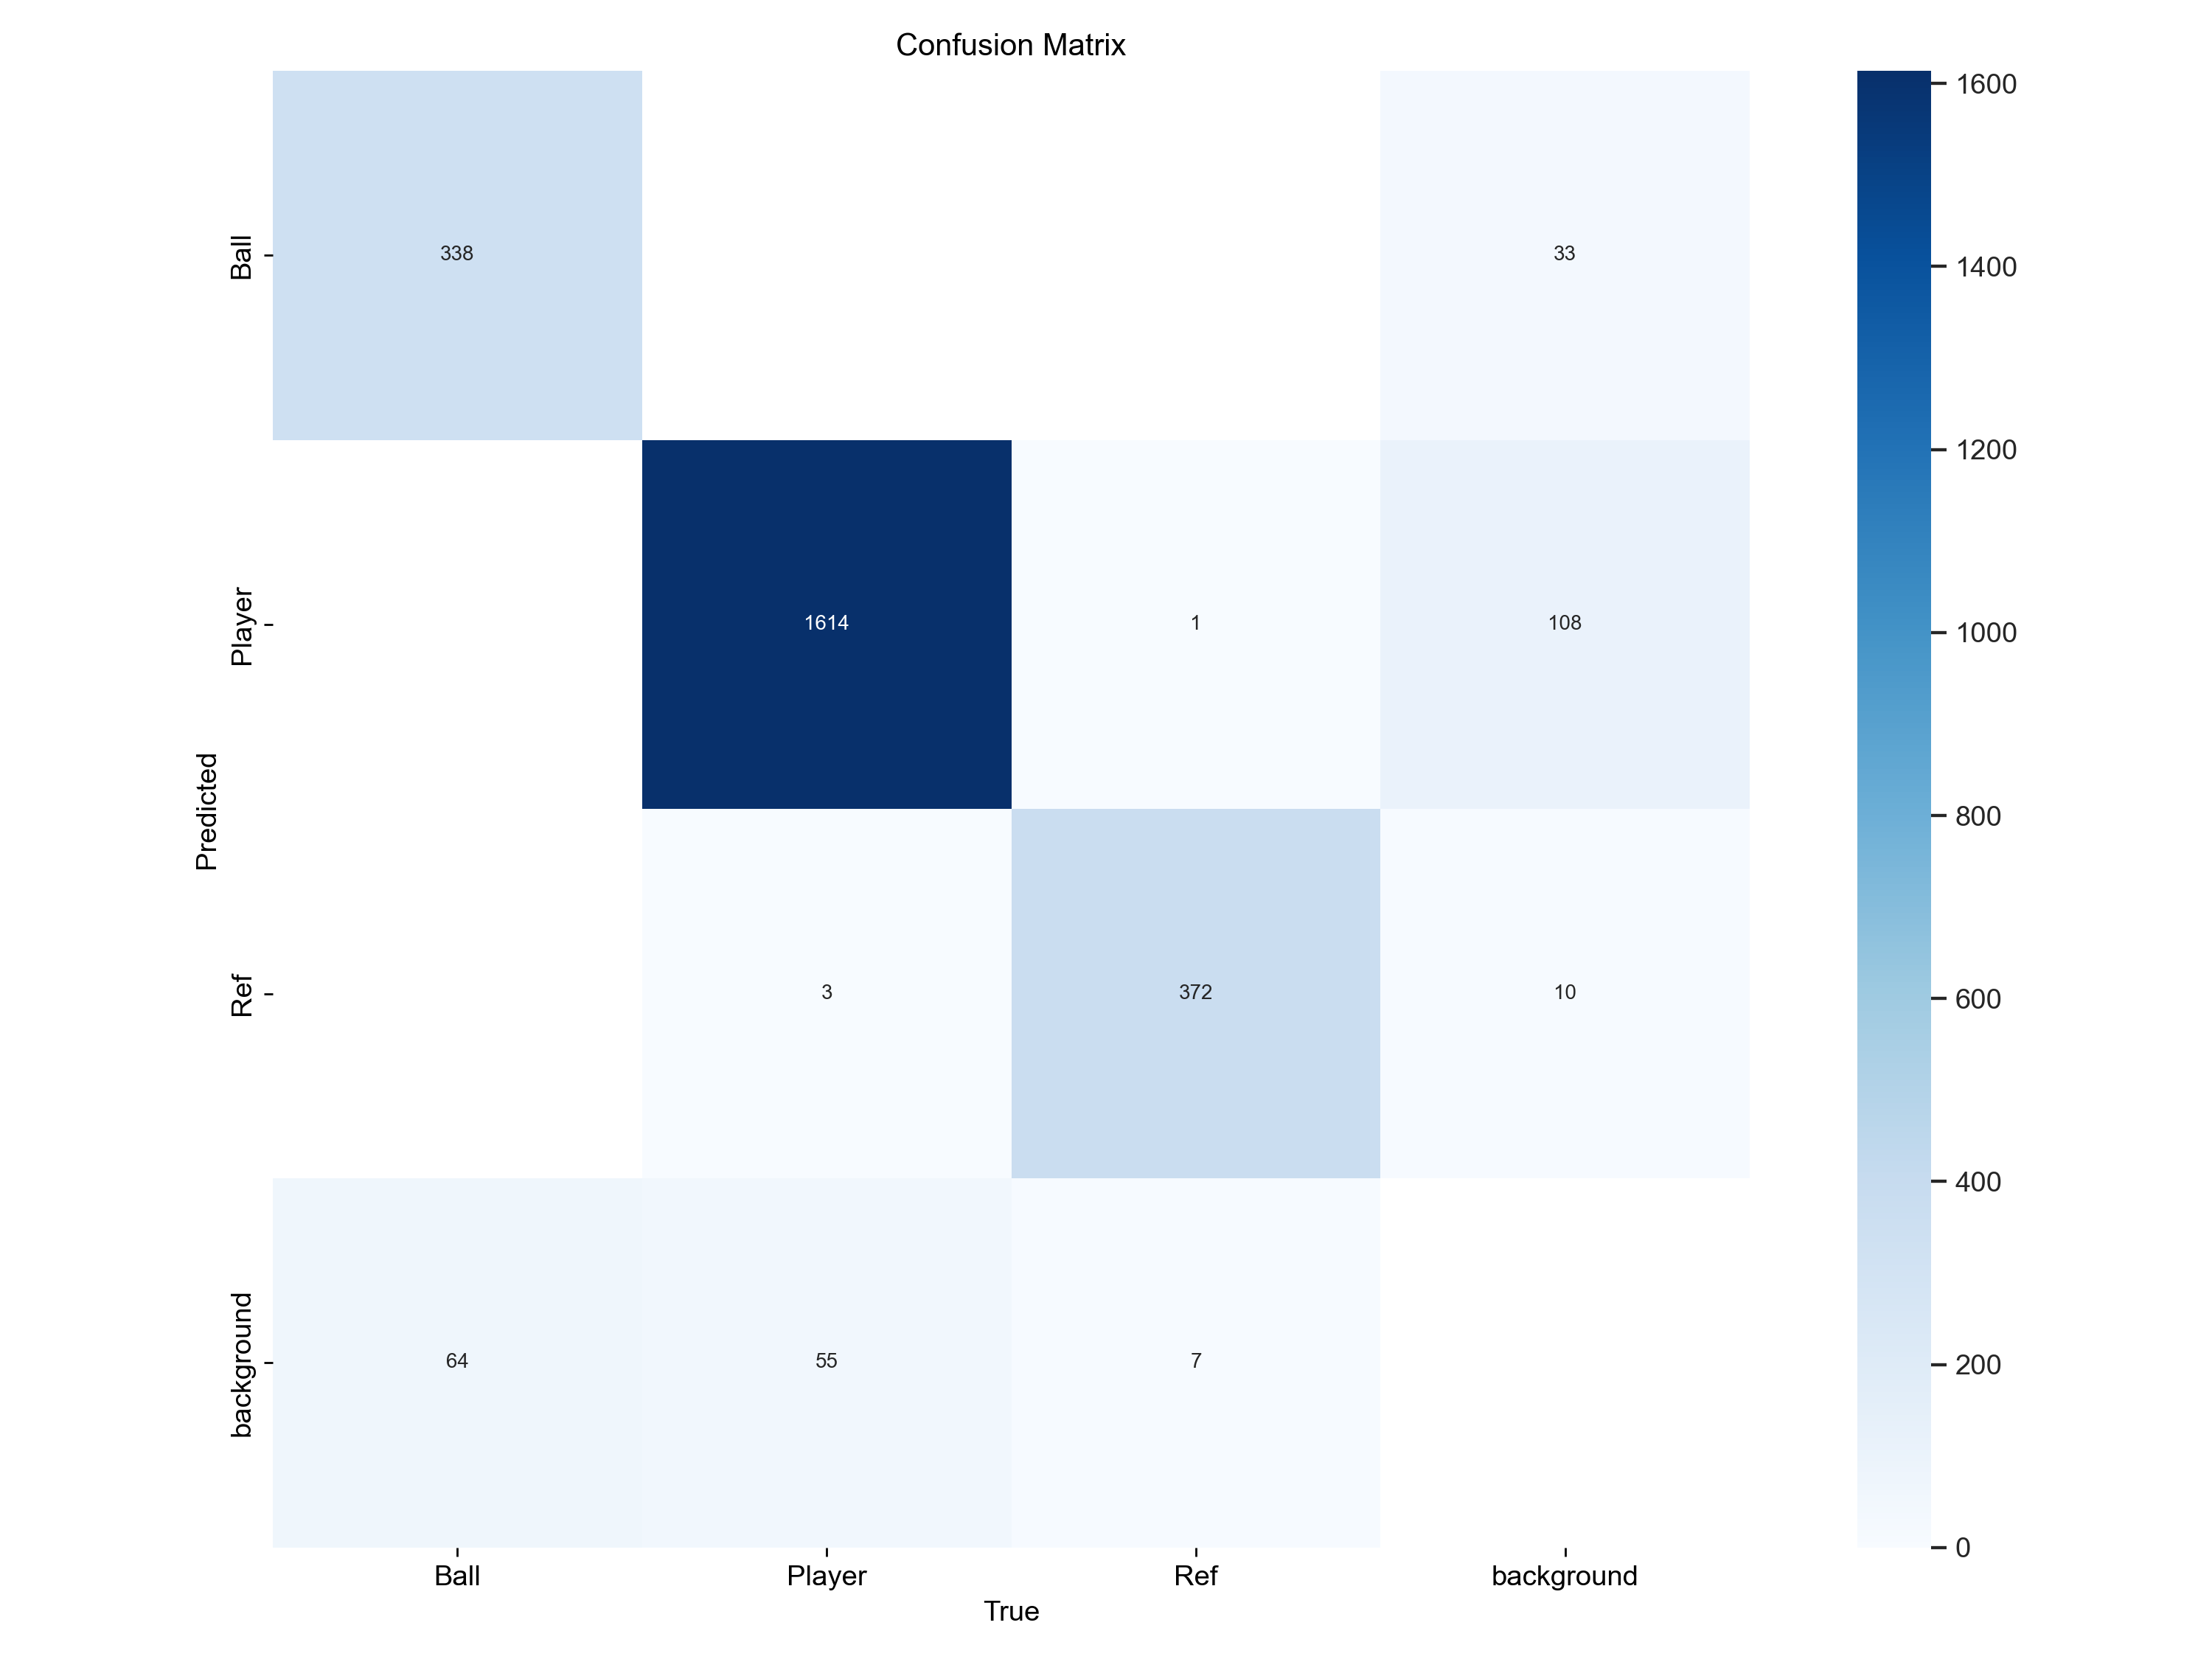 Confusion Matrix
Ball
338
33
Player
1614
1
108
Ref
3
372
10
background
64
55
7
Predicted
Ball
Player
Ref
background
True
1600
1400
1200
1000
800
600
400
200
0